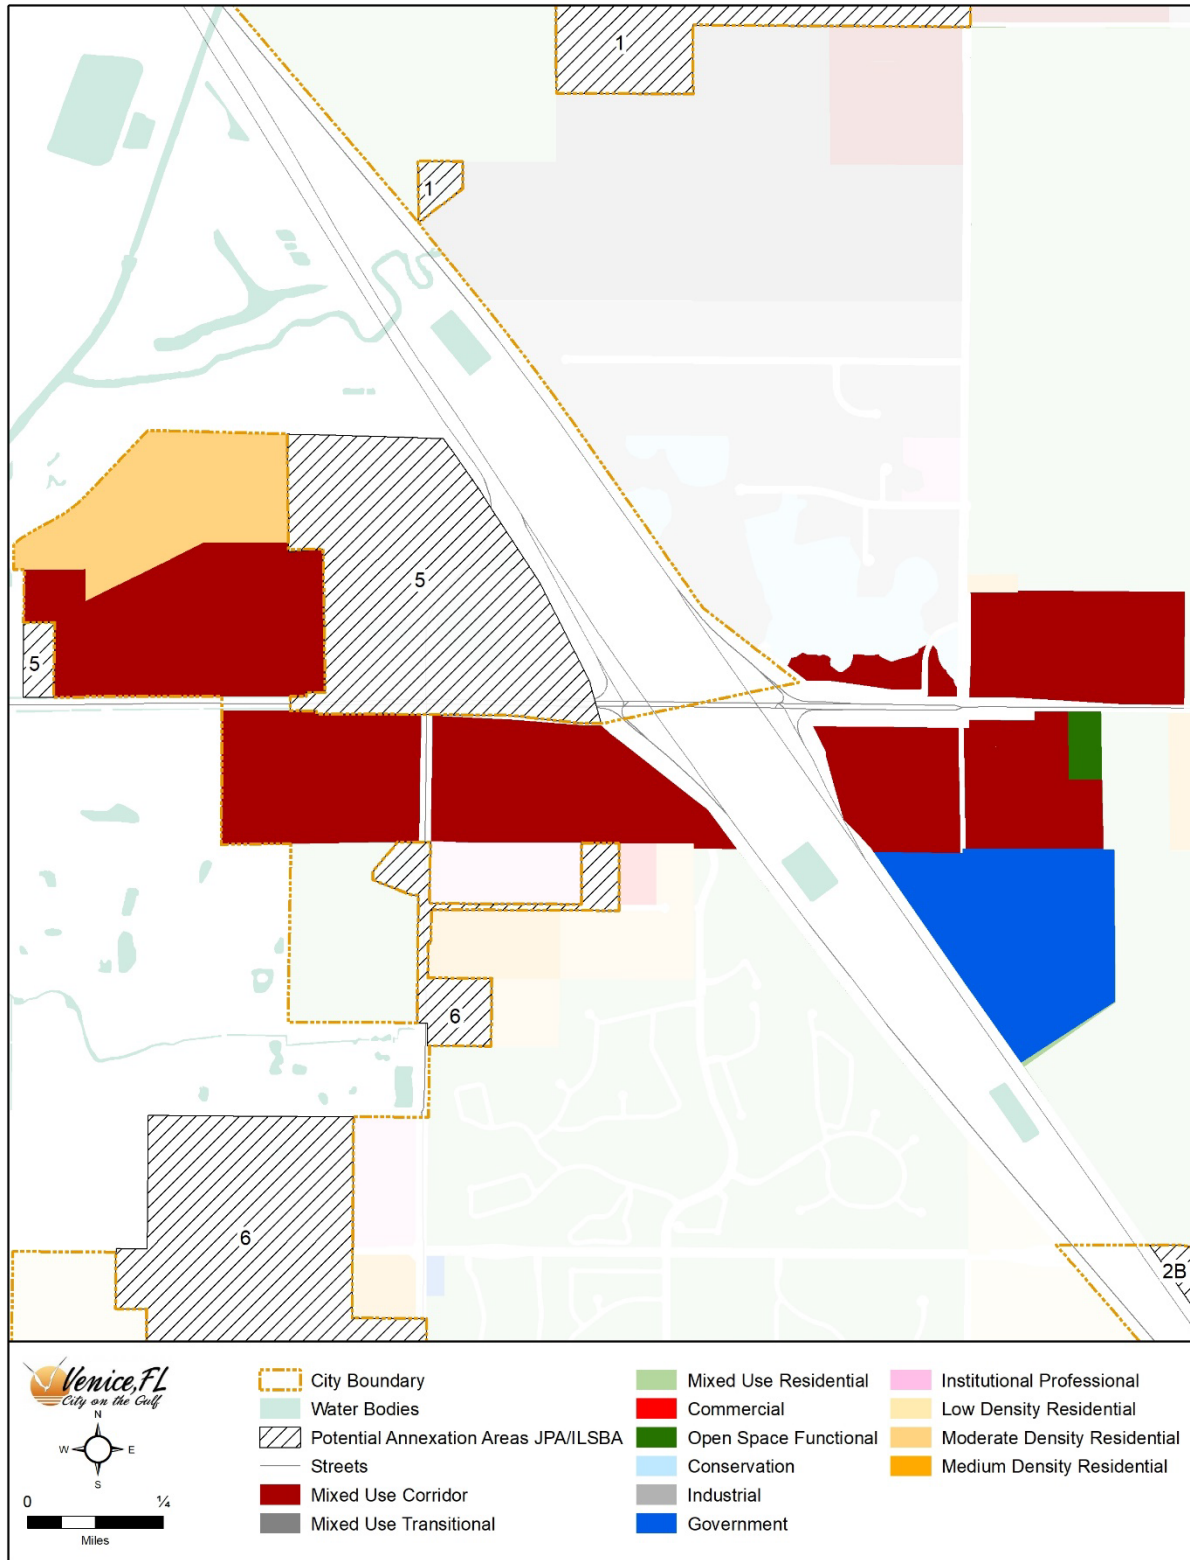 1
1
5
5
6
6
2B
Venice, FL
City on the Gulf
N
W E
S
0 ¼
Miles
City Boundary
Water Bodies
Potential Annexation Areas JPA/ILSBA
Streets
Mixed Use Corridor
Mixed Use Transitional
Mixed Use Residential
Commercial
Open Space Functional
Conservation
Industrial
Government
Institutional Professional
Low Density Residential
Moderate Density Residential
Medium Density Residential